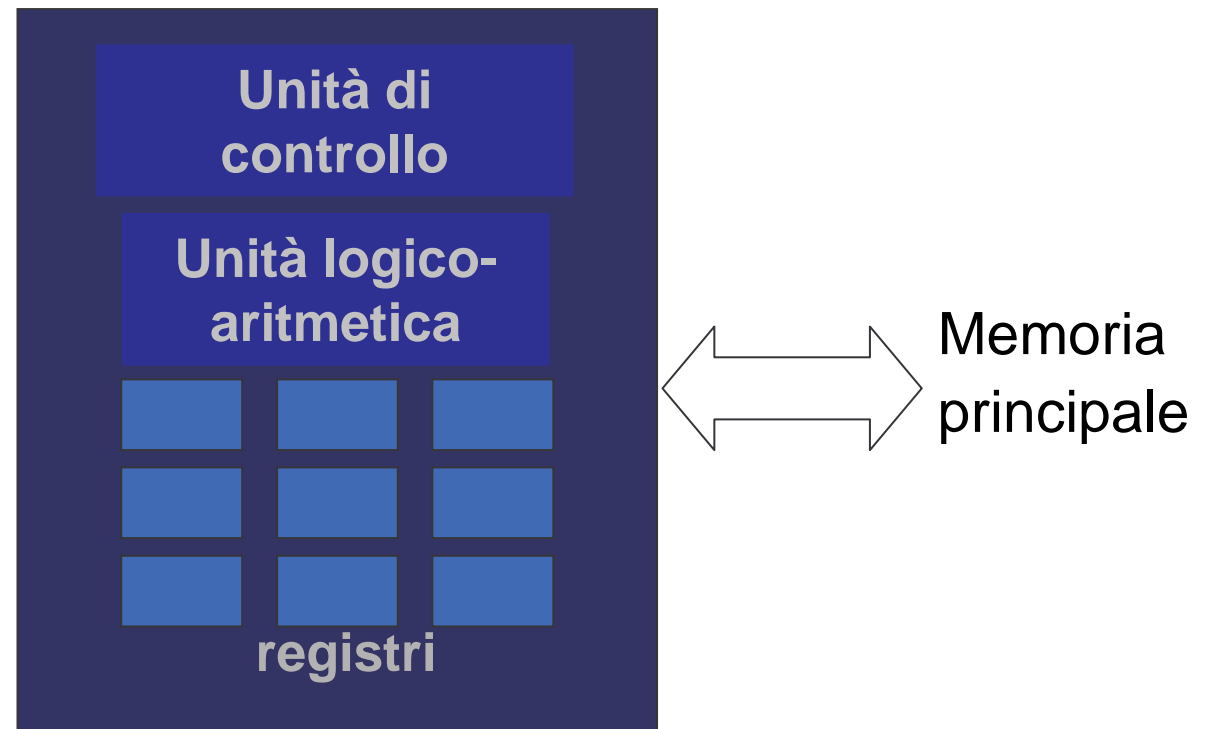 Unità di
controllo
Unità logico-
aritmetica
registri
Memoria
principale